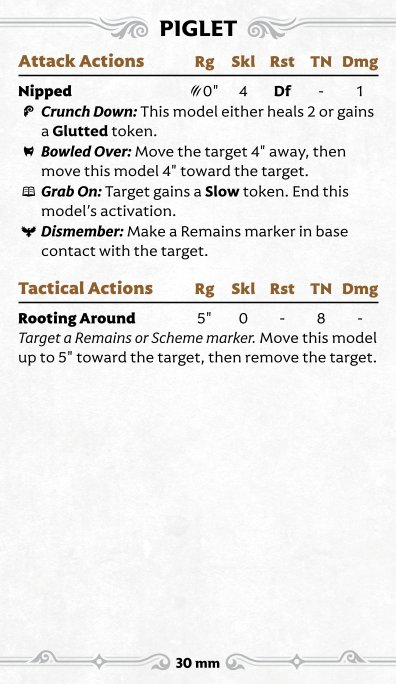 PIGLET
Attack Actions Rg Skl Rst TN Dmg
Nipped 0" 4 Df - 1
Crunch Down: This model either heals 2 or gains
a Glutted token.
Bowled Over: Move the target 4" away, then
move this model 4" toward the target.
Grab On: Target gains a Slow token. End this
model's activation.
Dismember: Make a Remains marker in base
contact with the target.
Tactical Actions Rg Skl Rst TN Dmg
Rooting Around 5" 0 - 8 -
Target a Remains or Scheme marker. Move this model
up to 5" toward the target, then remove the target.
30 mm